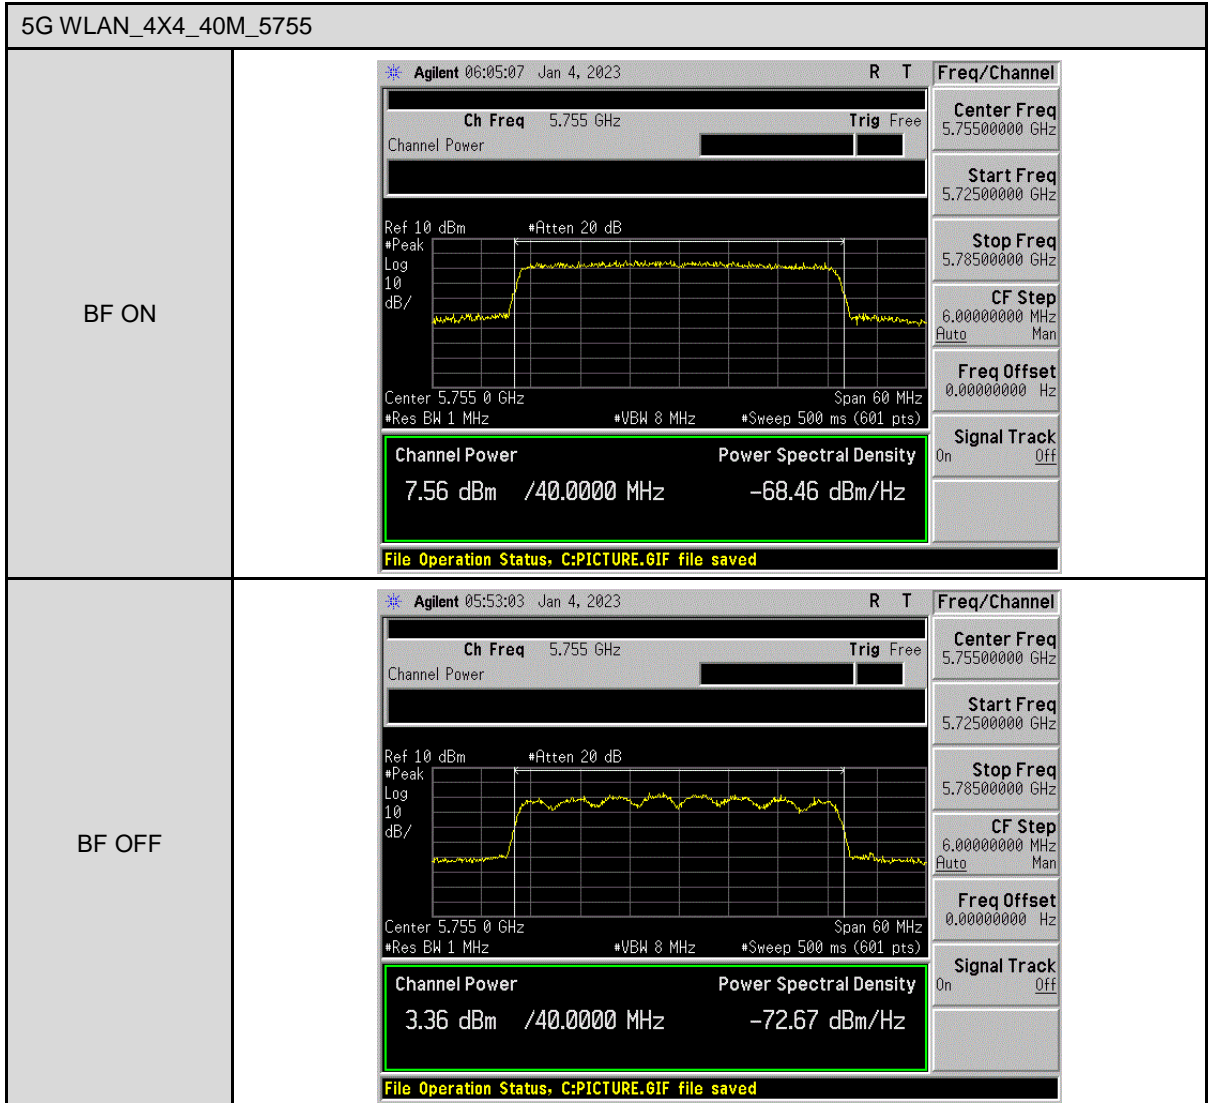 5G WLAN_4X4_40M_5755
BF ON
Agilent 06:05:07 Jan 4, 2023 R T
Freq/Channel
Ch Freq 5.755 GHz Trig Free
Channel Power
Center Freq
5.75500000 GHz
Start Freq
5.72500000 GHz
Stop Freq
5.78500000 GHz
CF Step
6.00000000 MHz
Auto Man
Freq Offset
0.00000000 Hz
Signal Track
On Off
Ref 10 dBm #Atten 20 dB
#Peak
Log
10
dB/
Center 5.755 0 GHz Span 60 MHz
#Res BW 1 MHz #VBW 8 MHz #Sweep 500 ms (601 pts)
Channel Power Power Spectral Density
7.56 dBm /40.0000 MHz -68.46 dBm/Hz
File Operation Status, C:PICTURE.GIF file saved
BF OFF
Agilent 05:53:03 Jan 4, 2023 R T
Freq/Channel
Ch Freq 5.755 GHz Trig Free
Channel Power
Center Freq
5.75500000 GHz
Start Freq
5.72500000 GHz
Stop Freq
5.78500000 GHz
CF Step
6.00000000 MHz
Auto Man
Freq Offset
0.00000000 Hz
Signal Track
On Off
Ref 10 dBm #Atten 20 dB
#Peak
Log
10
dB/
Center 5.755 0 GHz Span 60 MHz
#Res BW 1 MHz #VBW 8 MHz #Sweep 500 ms (601 pts)
Channel Power Power Spectral Density
3.36 dBm /40.0000 MHz -72.67 dBm/Hz
File Operation Status, C:PICTURE.GIF file saved